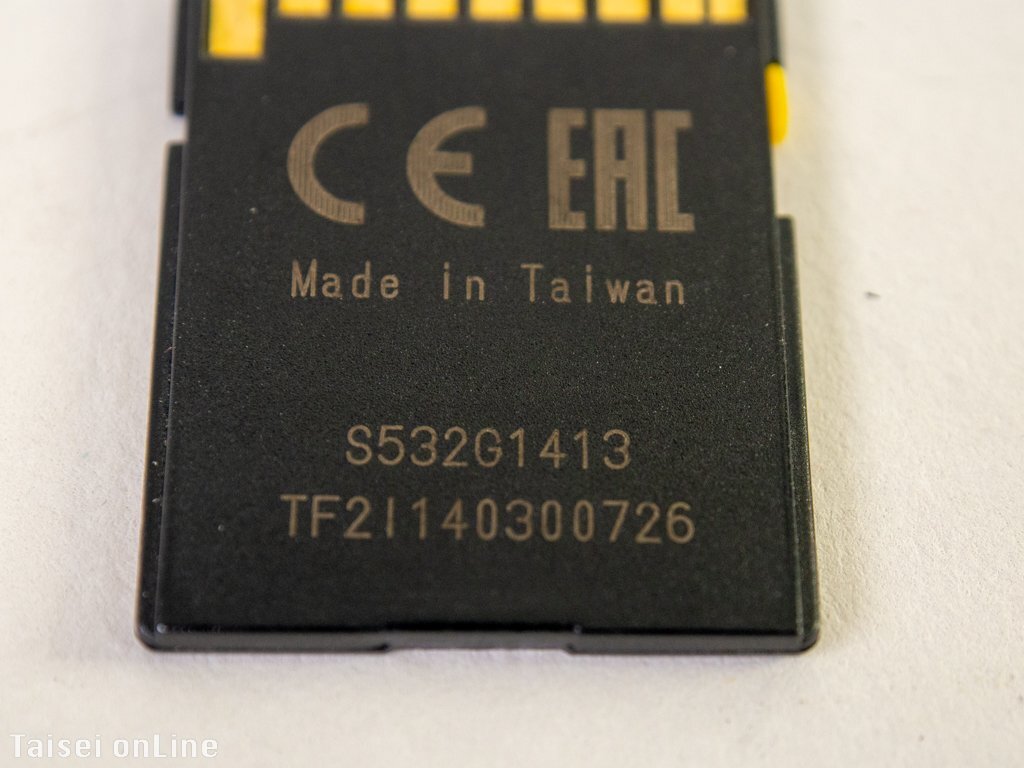 CE EAC
Made in Taiwan
S532G1413
TF2I140300726
Taisei onLine